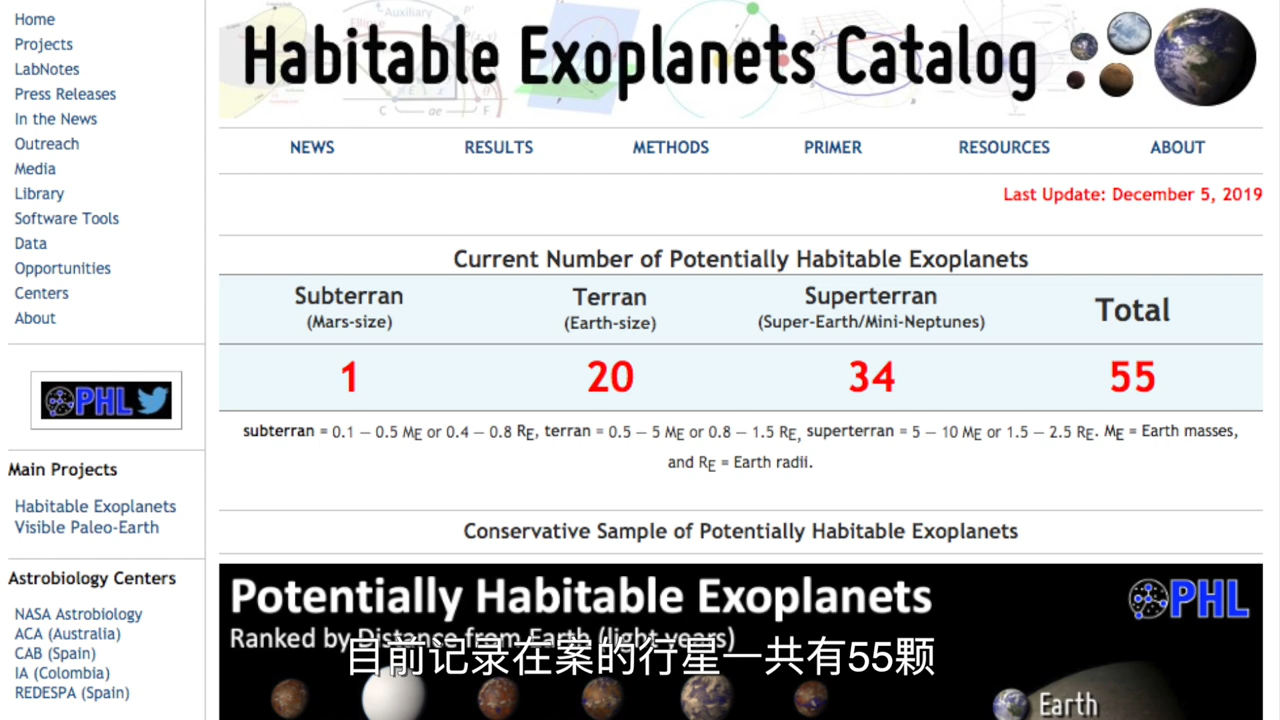 Home
Projects
LabNotes
Press Releases
In the News
Outreach
Media
Library
Software Tools
Data
Opportunities
Centers
About
PHL
Main Projects
Habitable Exoplanets
Visible Paleo-Earth
Astrobiology Centers
NASA Astrobiology
ACA (Australia)
CAB (Spain)
IA (Colombia)
REDESPA (Spain)
Habitable Exoplanets Catalog
NEWS RESULTS METHODS PRIMER RESOURCES ABOUT
Last Update: December 5, 2019
Current Number of Potentially Habitable Exoplanets
Subterran Terran Superterran Total
(Mars-size) (Earth-size) (Super-Earth/Mini-Neptunes)
1 20 34 55
subterran = 0.1 – 0.5 ME or 0.4 – 0.8 RE, terran = 0.5 – 5 ME or 0.8 – 1.5 RE, superterran = 5 – 10 ME or 1.5 – 2.5 RE. ME = Earth masses,
and RE = Earth radii.
Conservative Sample of Potentially Habitable Exoplanets
Potentially Habitable Exoplanets
PHL
Ranked by Distance from Earth (light years)
目前记录在案的行星一共有55颗
Earth